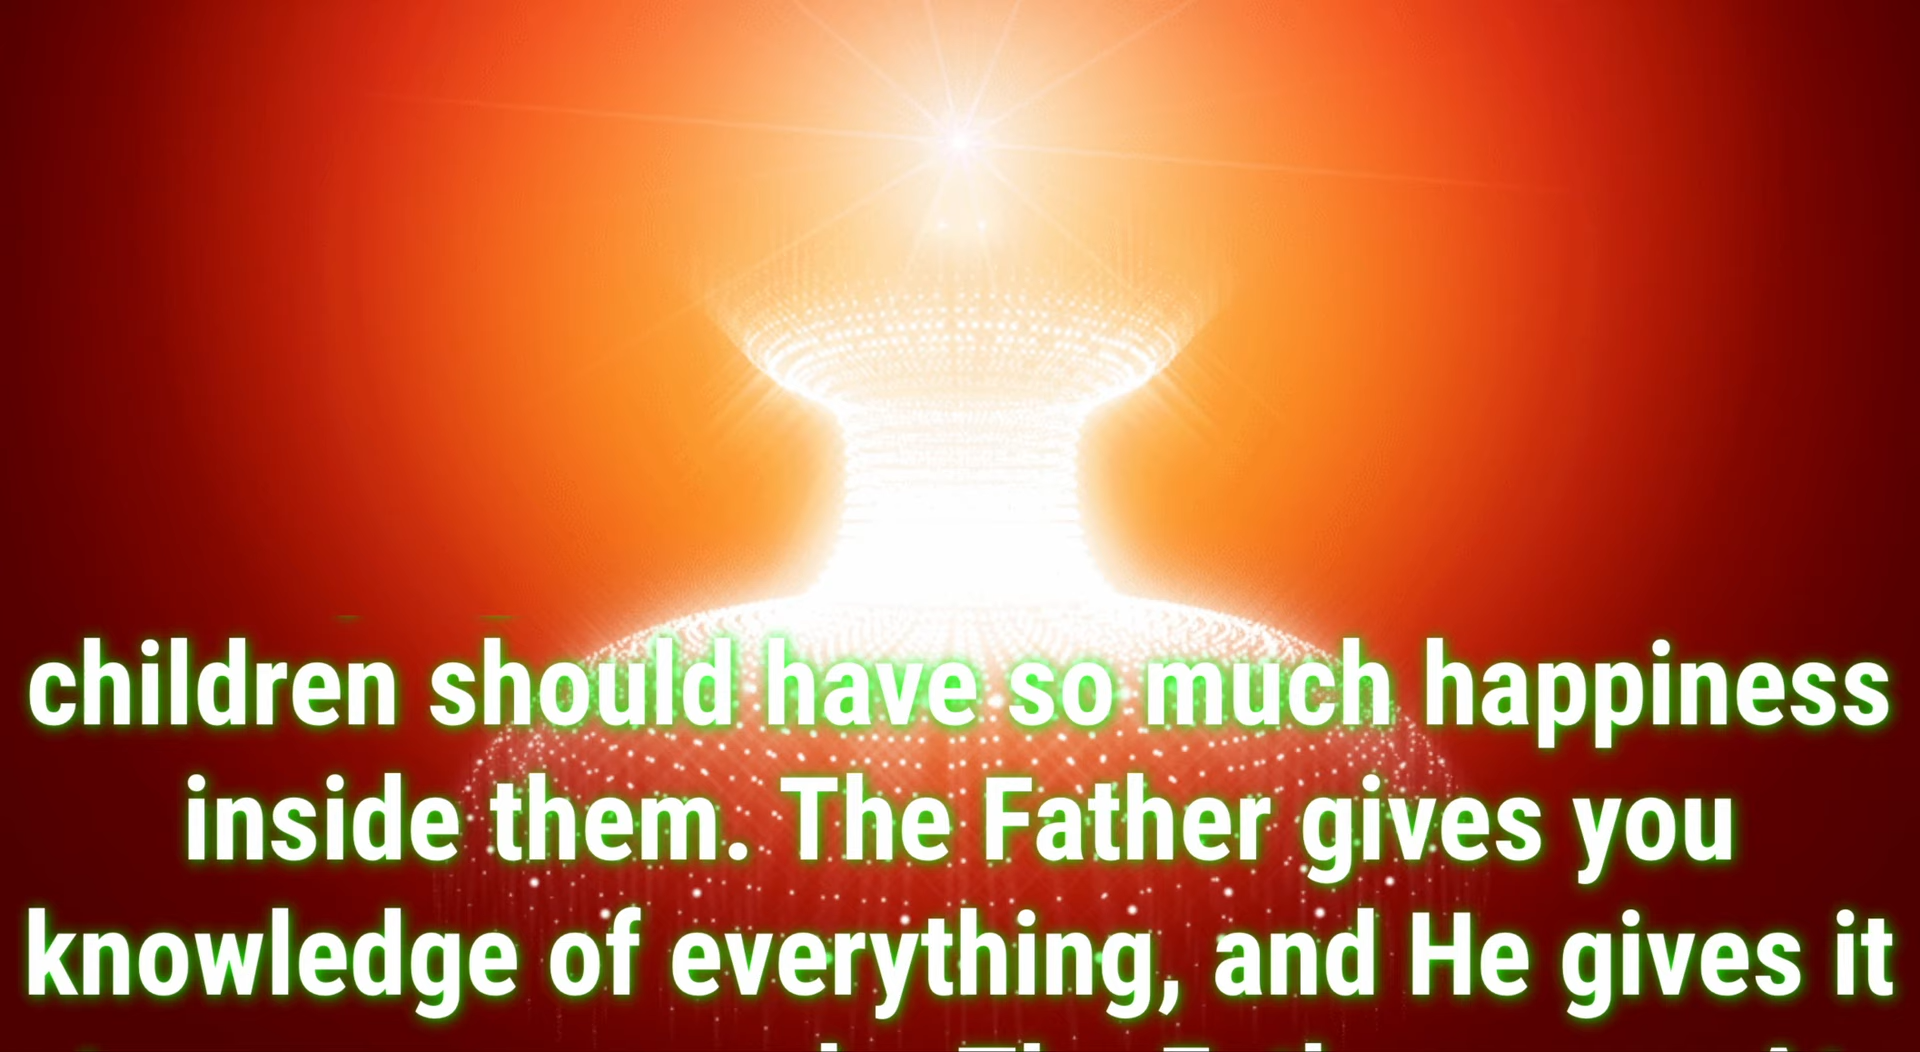 children should have so much happiness
inside them. The Father gives you
knowledge of everything, and He gives it